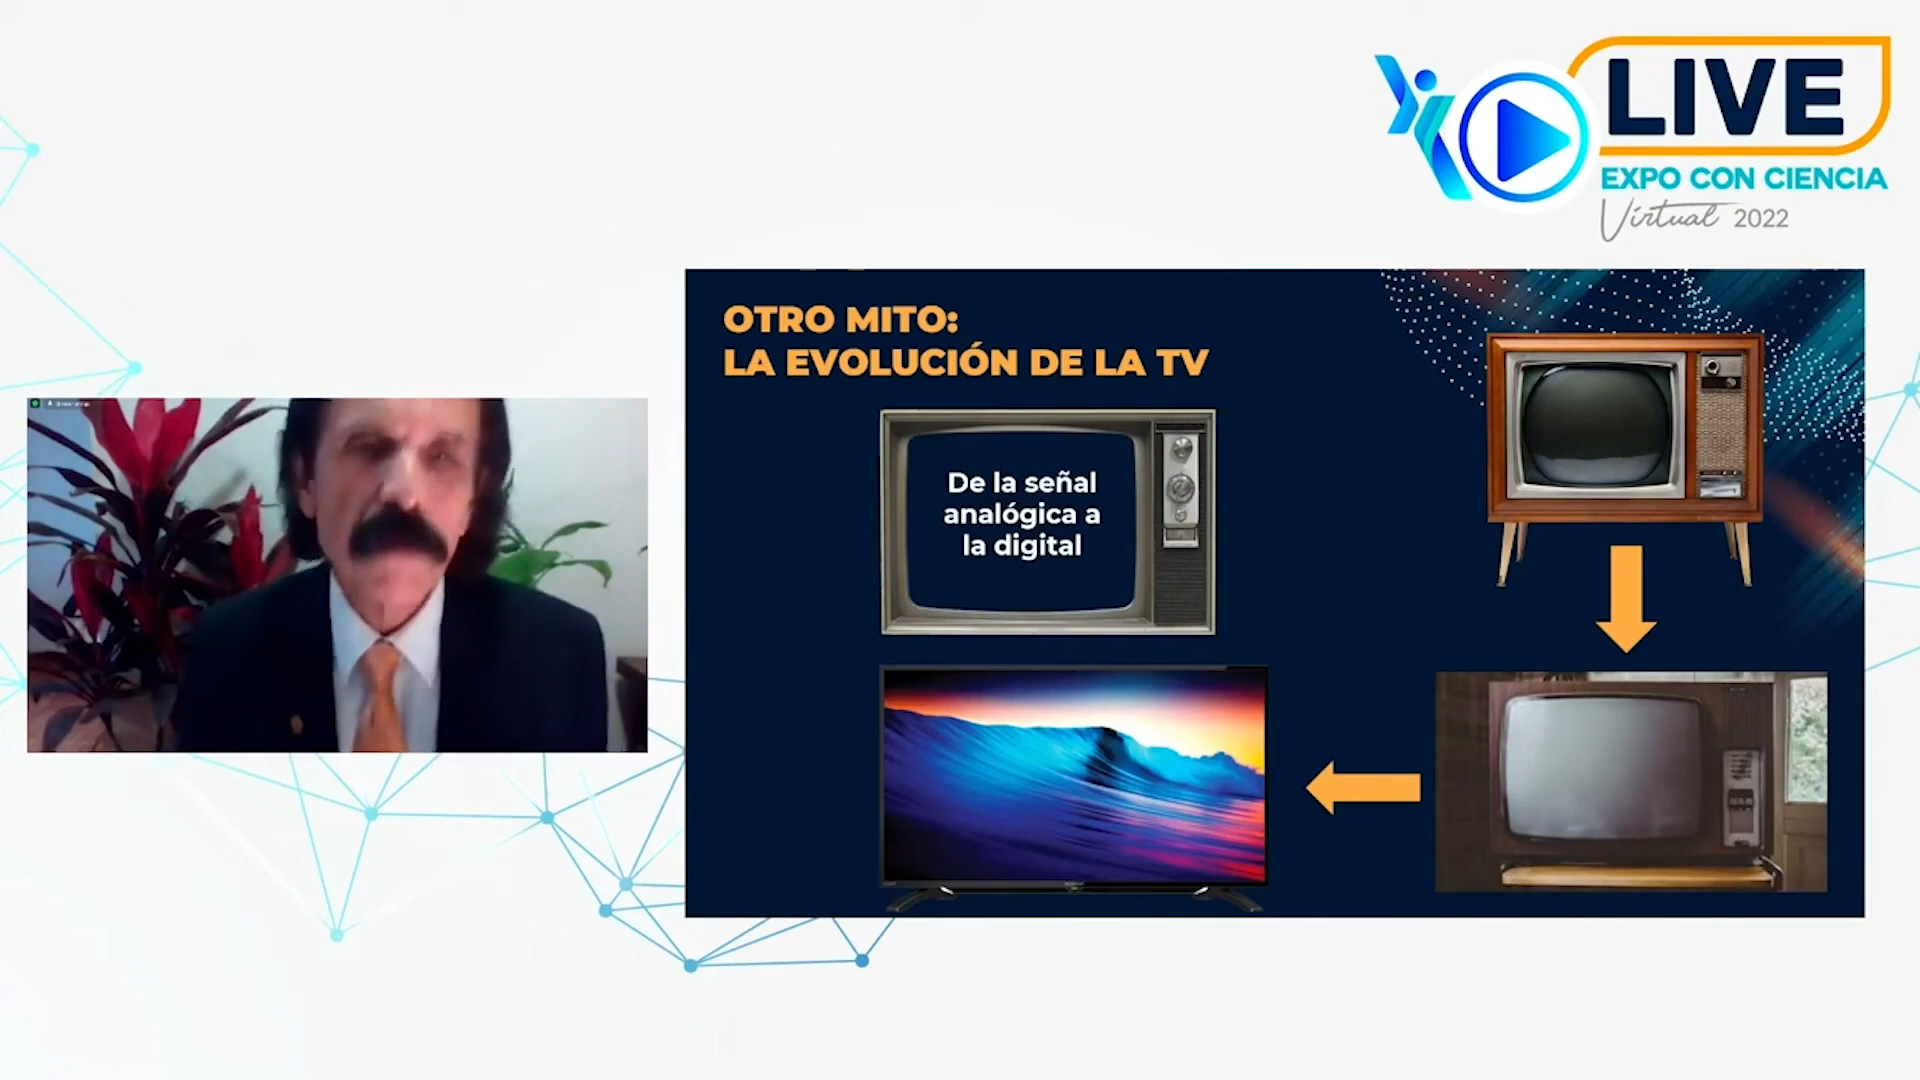 LIVE
EXPO CON CIENCIA
Virtual 2022
OTRO MITO:
LA EVOLUCIÓN DE LA TV
De la señal
analógica a
la digital